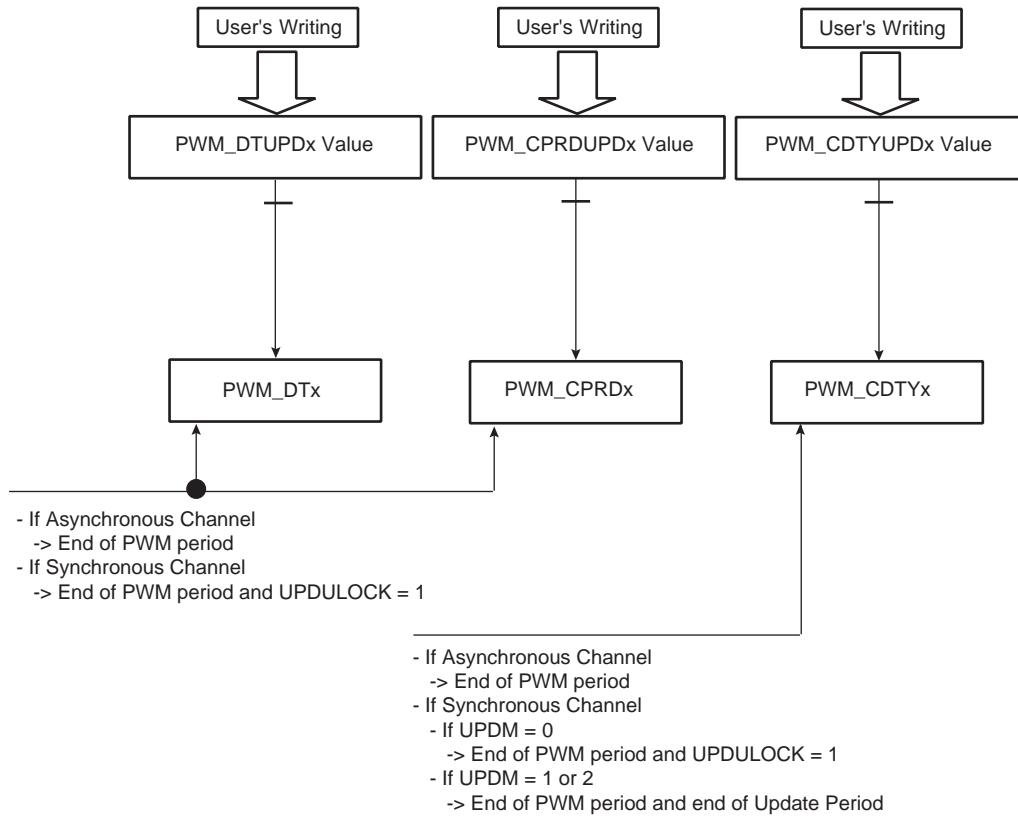 User's Writing
User's Writing
User's Writing
PWM_DTUPDx Value
PWM_CPRDUPDx Value
PWM_CDTYUPDx Value
PWM_DTx
PWM_CPRDx
PWM_CDTYx
- If Asynchronous Channel
-> End of PWM period
- If Synchronous Channel
-> End of PWM period and UPDULOCK = 1
- If Asynchronous Channel
-> End of PWM period
- If Synchronous Channel
- If UPDM = 0
-> End of PWM period and UPDULOCK = 1
- If UPDM = 1 or 2
-> End of PWM period and end of Update Period